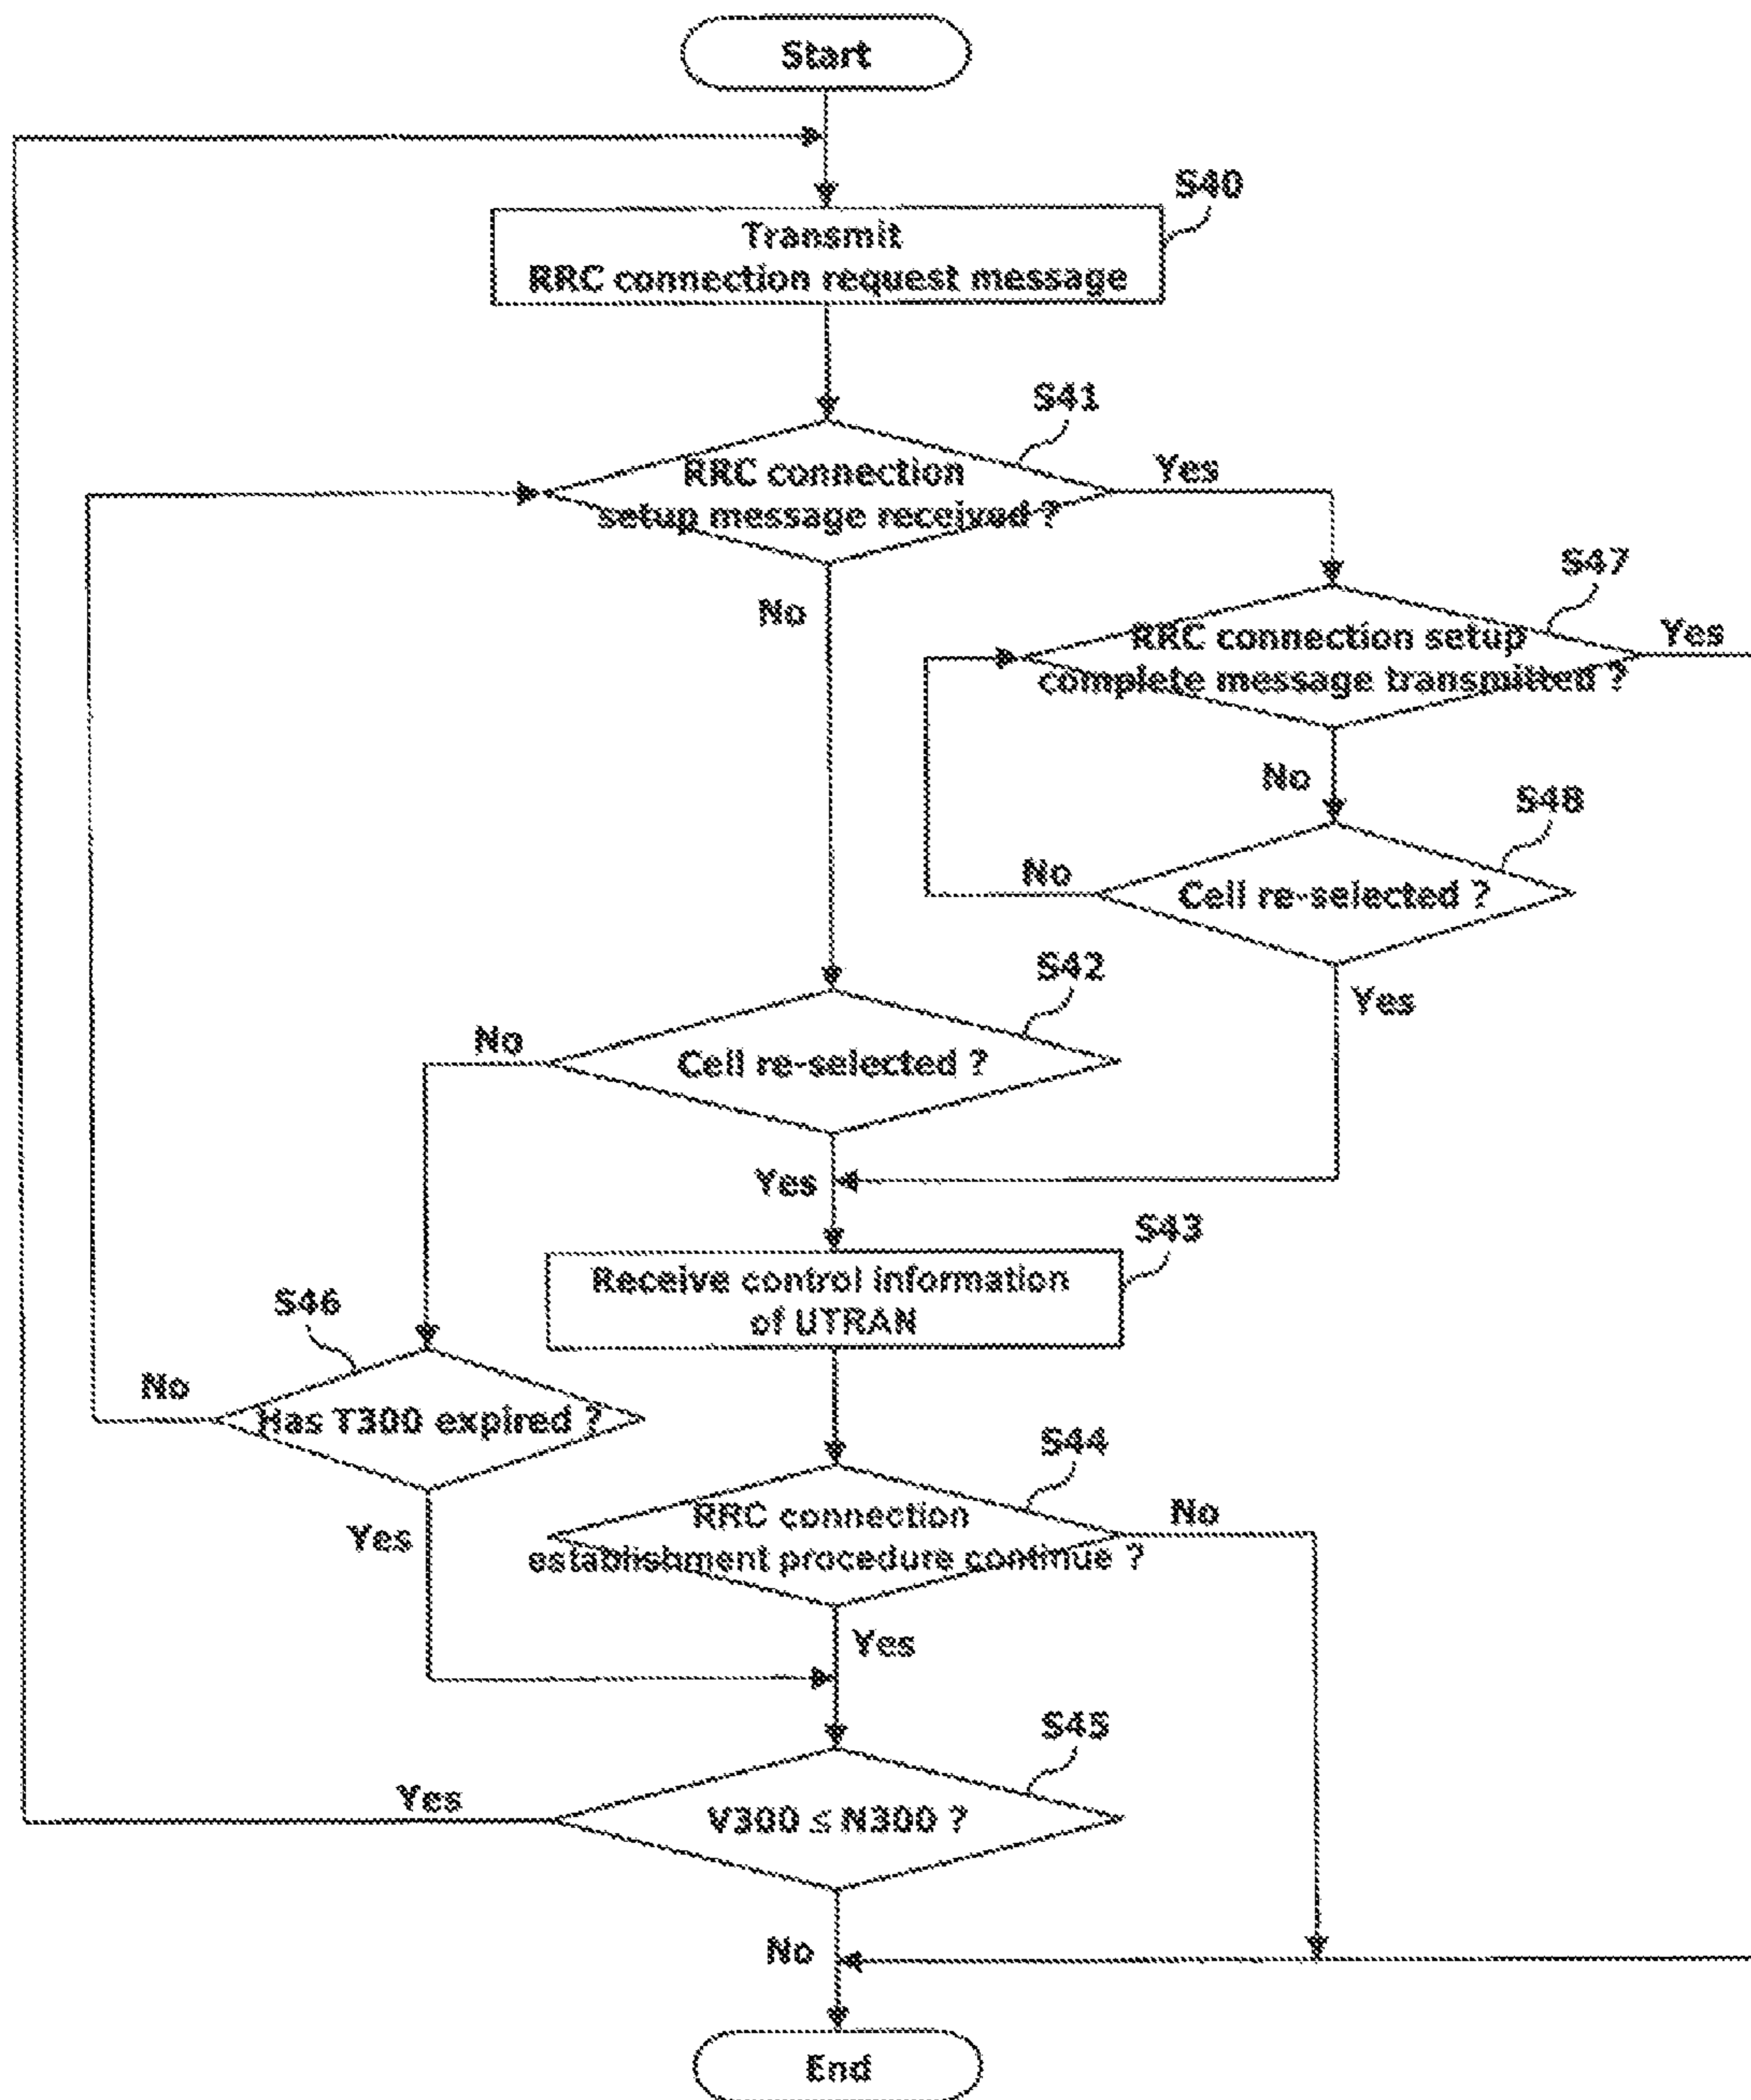 Start
S40
Transmit
RRC connection request message
S41
RRC connection
setup message received ?
Yes
No
S47
RRC connection setup
complete message transmitted ?
Yes
No
S48
Cell re-selected ?
No
Yes
S42
Cell re-selected ?
No
Yes
S43
Receive control information
of UTRAN
S46
Has T300 expired ?
No
Yes
S44
RRC connection
establishment procedure continue ?
No
Yes
S45
V300 ≤ N300 ?
Yes
No
End